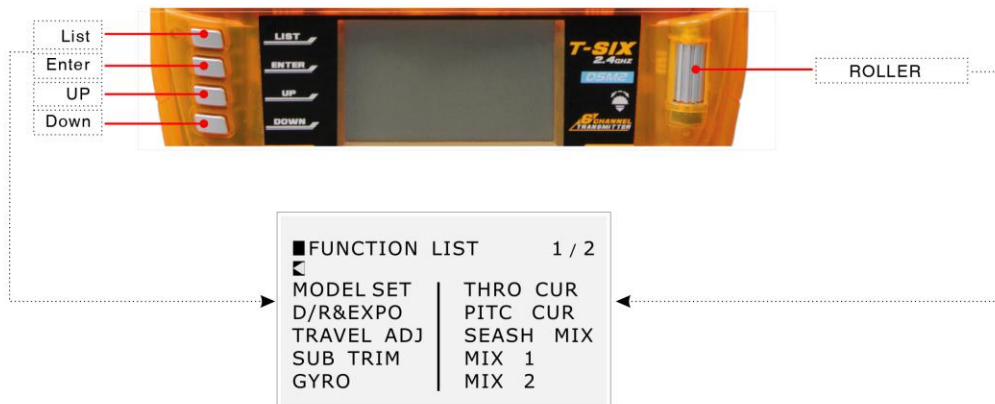 List
Enter
UP
Down
LIST
ENTER
UP
DOWN
T-SIX
2.4GHZ
DSM2
6 CHANNEL
TRANSMITTER
ROLLER
FUNCTION LIST 1 / 2
MODEL SET THRO CUR
D/R&EXPO PITC CUR
TRAVEL ADJ SEASH MIX
SUB TRIM MIX 1
GYRO MIX 2